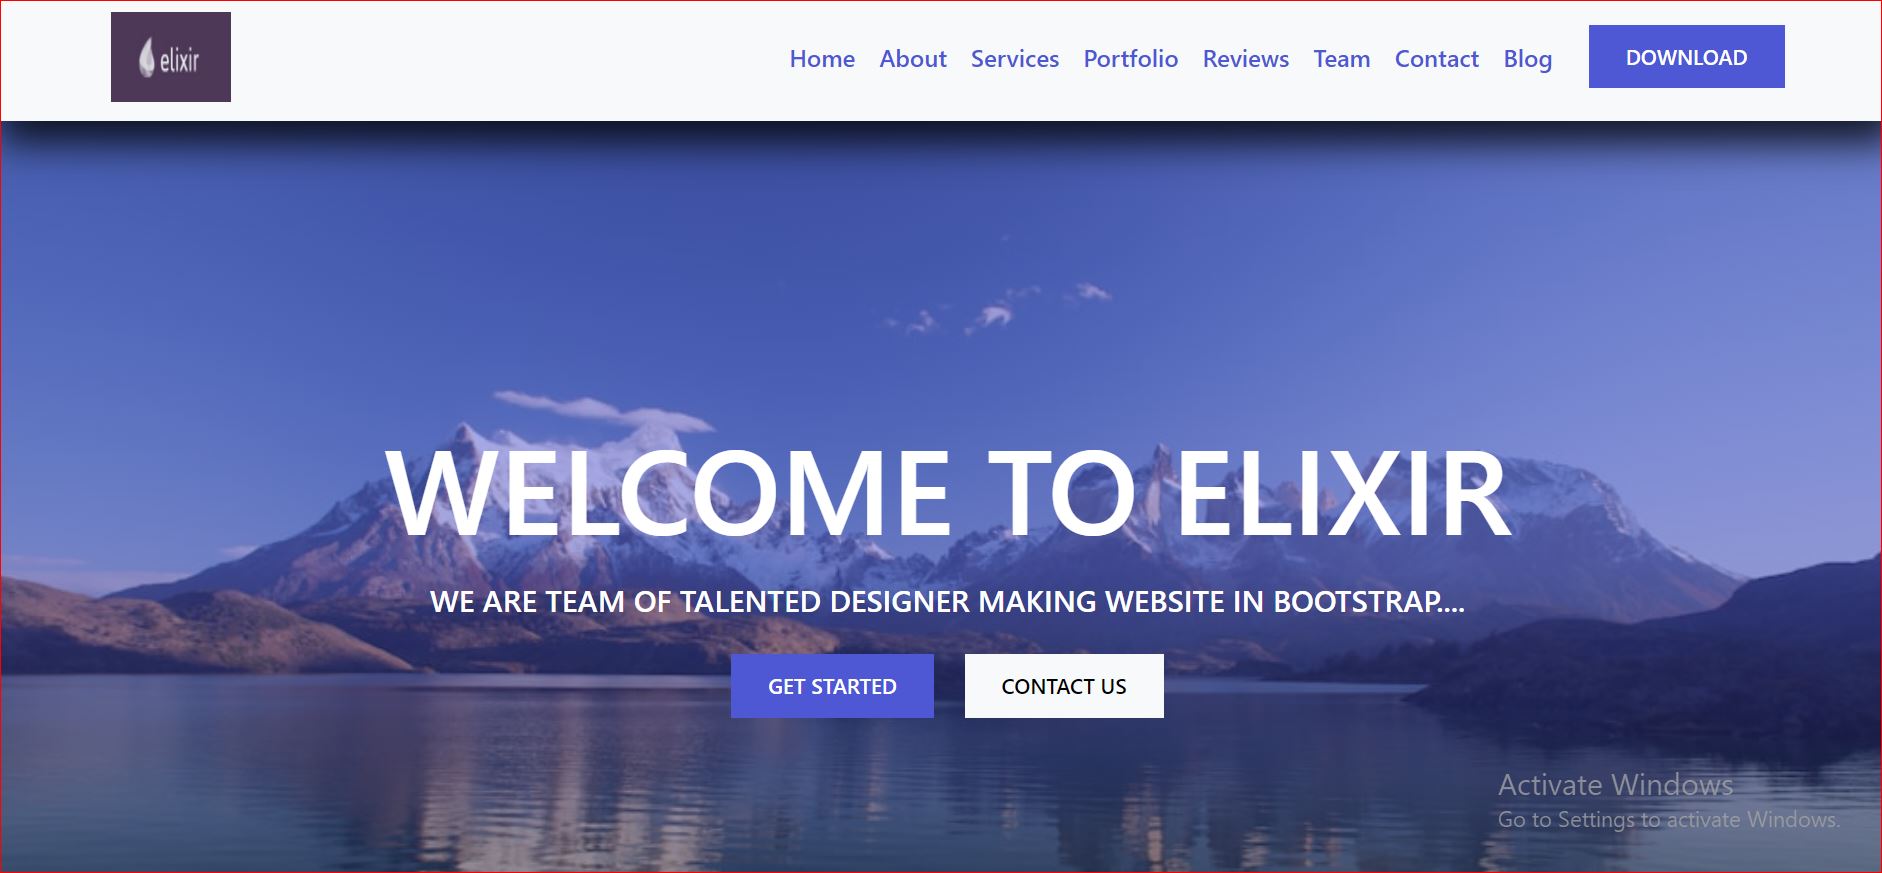 elixir
Home About Services Portfolio Reviews Team Contact Blog DOWNLOAD
WELCOME TO ELIXIR
WE ARE TEAM OF TALENTED DESIGNER MAKING WEBSITE IN BOOTSTRAP....
GET STARTED CONTACT US
Activate Windows
Go to Settings to activate Windows.